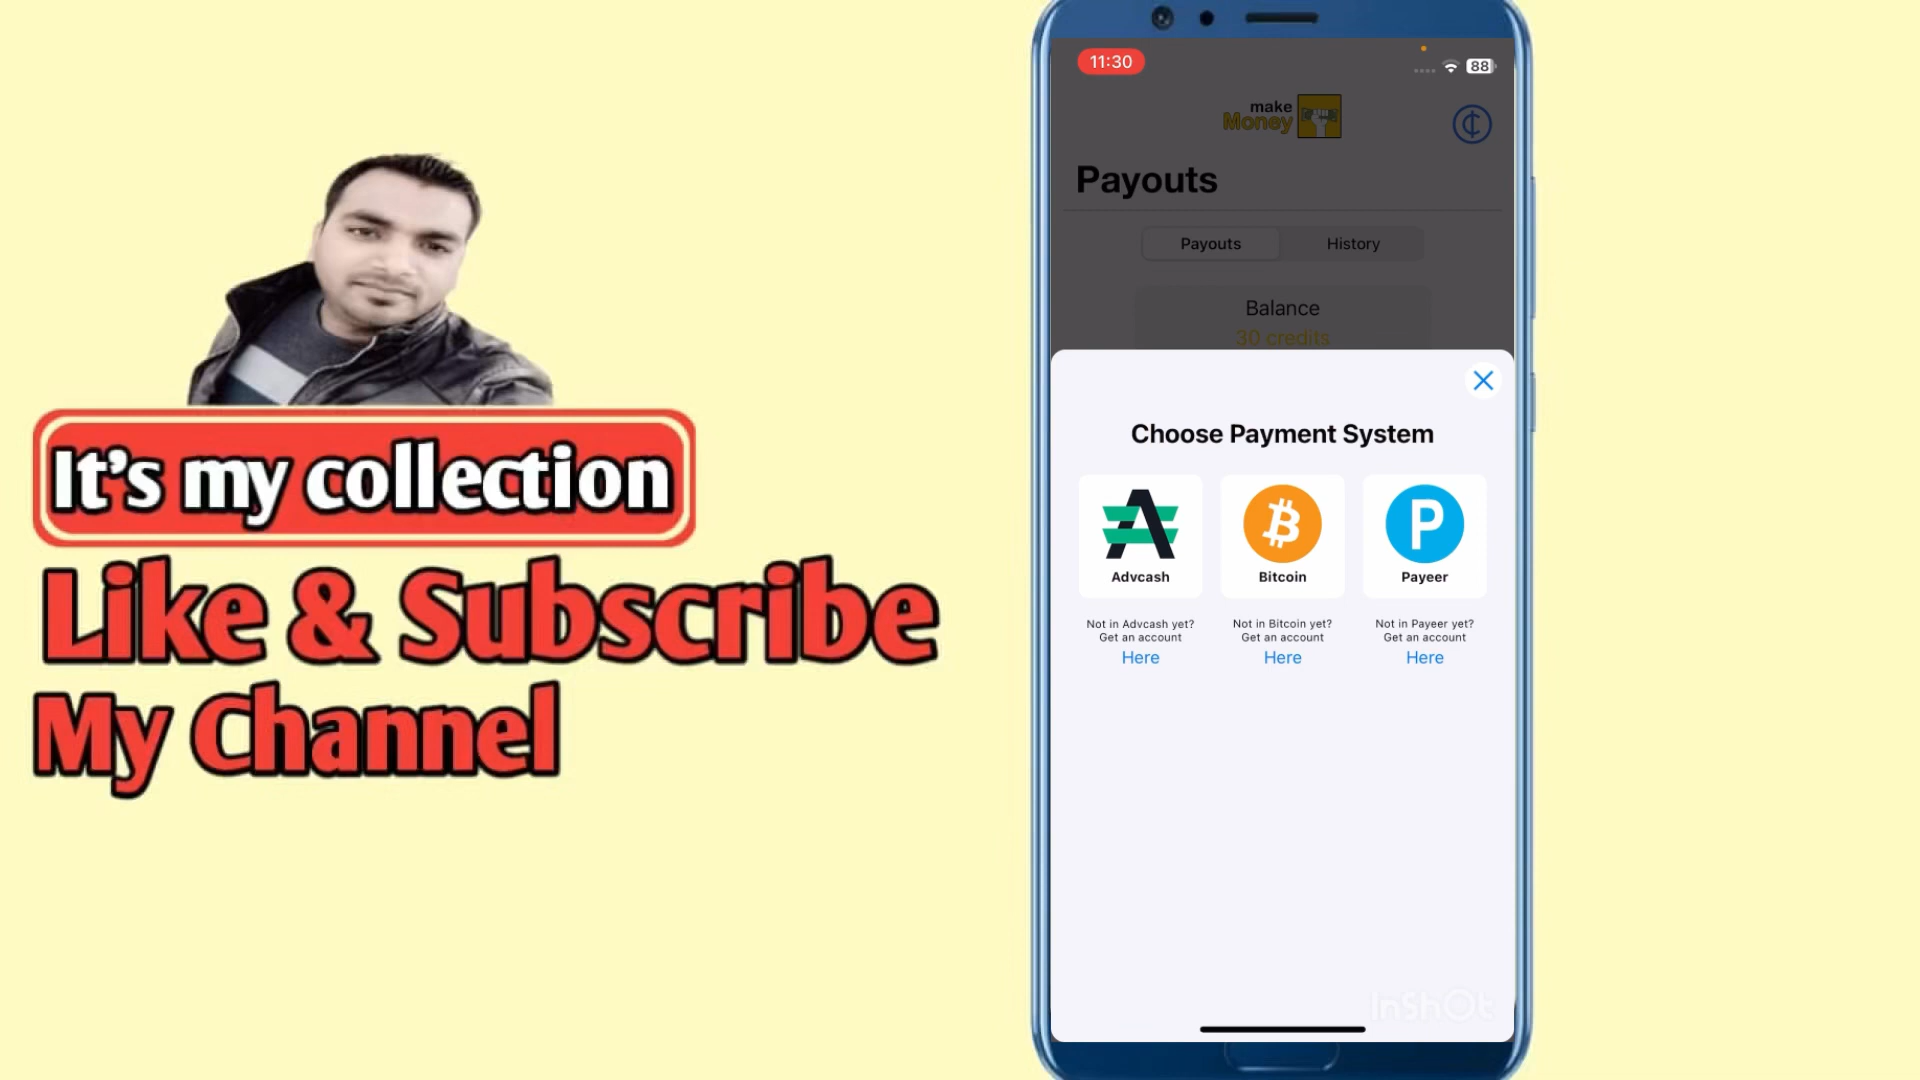 It's my collection
Like & Subscribe
My Channel
11:30
88
make
Money
Payouts
Payouts History
Balance
30 credits
Choose Payment System
Advcash Bitcoin Payeer
Not in Advcash yet? Not in Bitcoin yet? Not in Payeer yet?
Get an account Get an account Get an account
Here Here Here
InShOt